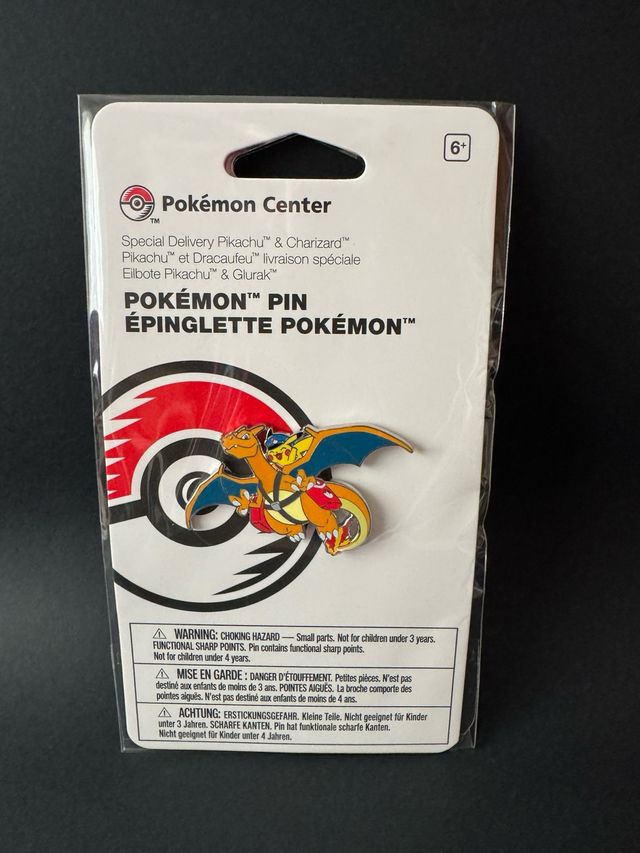 6+
Pokémon Center
TM
Special Delivery Pikachu™ & Charizard™
Pikachu™ et Dracaufeu™ livraison spéciale
Eilbote Pikachu™ & Glurak™
POKÉMON™ PIN
ÉPINGLETTE POKÉMON™
WARNING: CHOKING HAZARD — Small parts. Not for children under 3 years.
FUNCTIONAL SHARP POINTS. Pin contains functional sharp points.
Not for children under 4 years.
MISE EN GARDE : DANGER D'ÉTOUFFEMENT. Petites pièces. N'est pas
destiné aux enfants de moins de 3 ans. POINTES AIGUËS. La broche comporte des
pointes aiguës. N'est pas destiné aux enfants de moins de 4 ans.
ACHTUNG: ERSTICKUNGSGEFAHR. Kleine Teile. Nicht geeignet für Kinder
unter 3 Jahren. SCHARFE KANTEN. Pin hat funktionale scharfe Kanten.
Nicht geeignet für Kinder unter 4 Jahren.